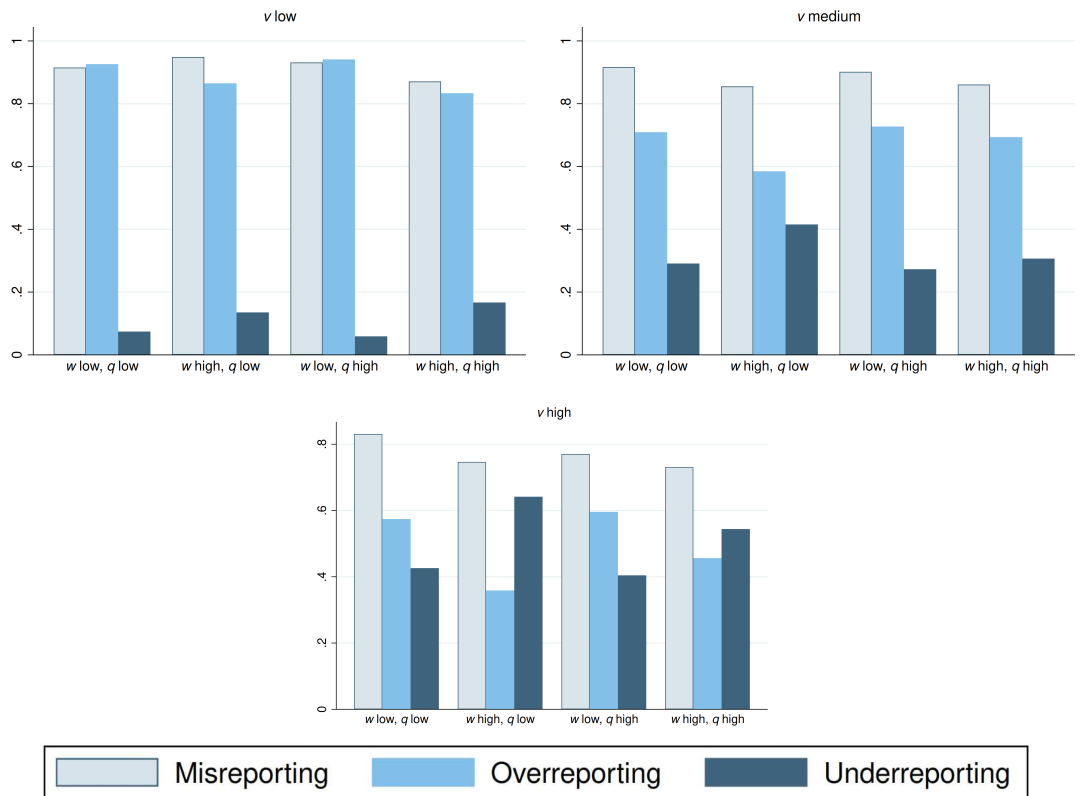 v low
1
.8
.6
.4
.2
0
w low, q low
w high, q low
w low, q high
w high, q high
v medium
1
.8
.6
.4
.2
0
w low, q low
w high, q low
w low, q high
w high, q high
v high
.8
.6
.4
.2
0
w low, q low
w high, q low
w low, q high
w high, q high
Misreporting
Overreporting
Underreporting